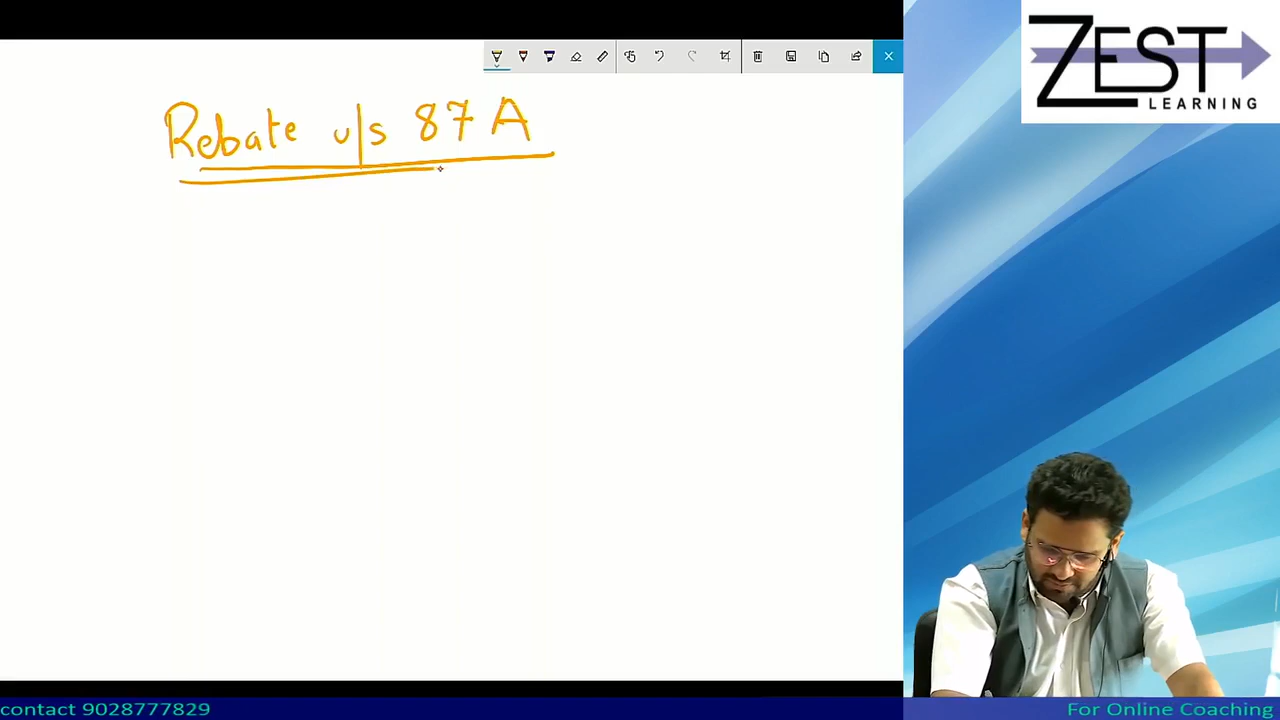 Rebate u/s 87 A
ZEST
LEARNING
contact 9028777829
For Online Coaching